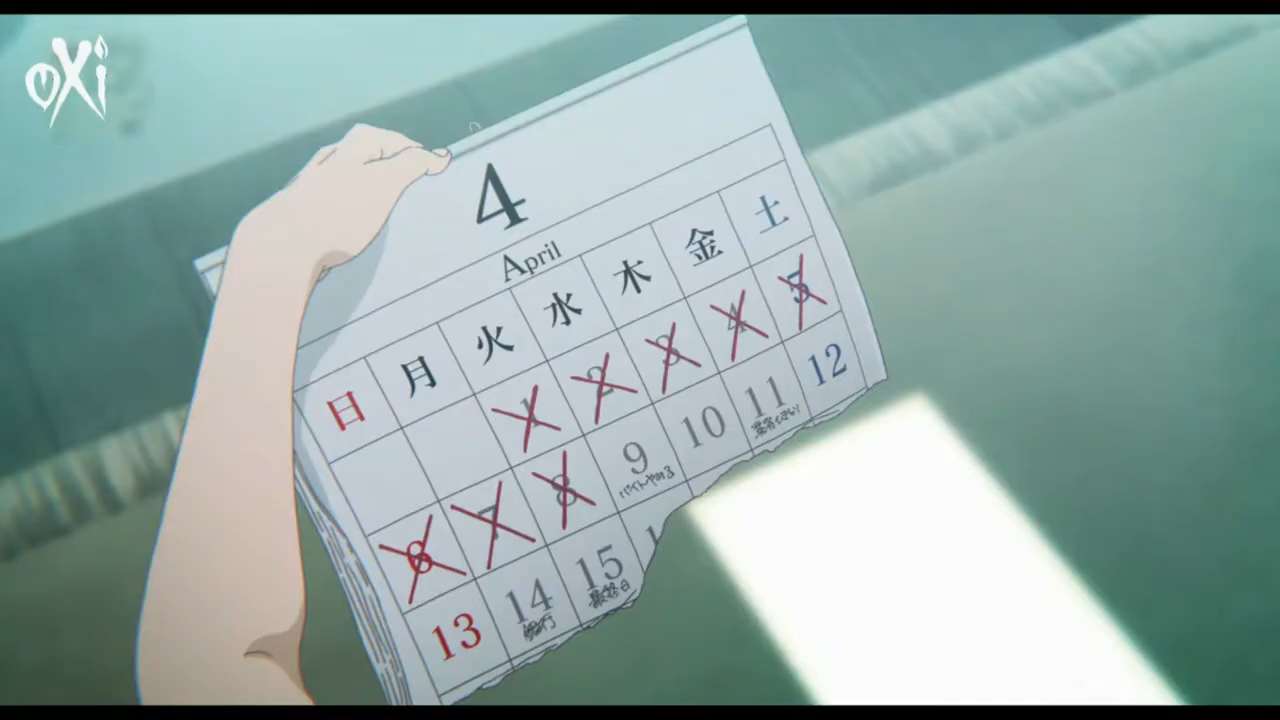 oXi
4
April
日 月 火 水 木 金 土
1 2 3 4 5
6 7 8 9 10 11 12
バイトやめる
13 14 15 1
最終日